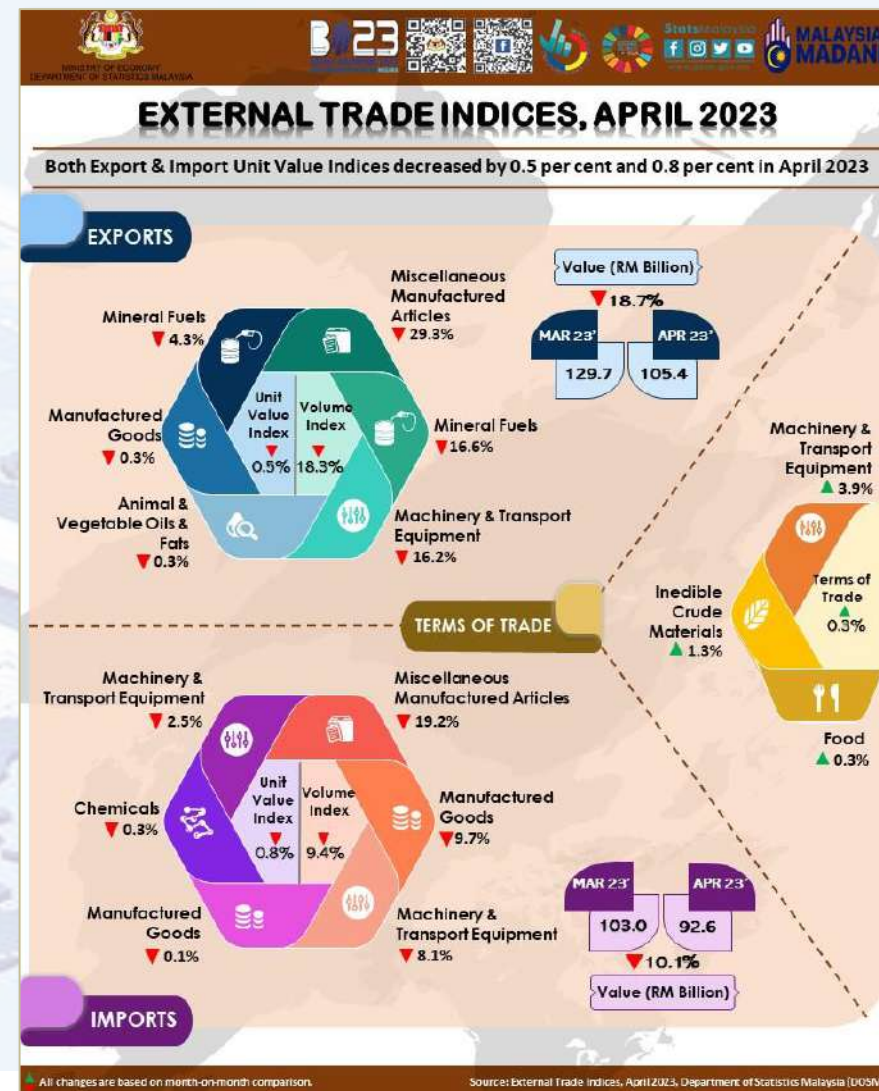 MINISTRY OF ECONOMY
DEPARTMENT OF STATISTICS MALAYSIA
StatsMalaysia
MALAYSIA
MADANI
EXTERNAL TRADE INDICES, APRIL 2023
Both Export & Import Unit Value Indices decreased by 0.5 per cent and 0.8 per cent in April 2023
EXPORTS
Mineral Fuels
▼ 4.3%
Manufactured
Goods
▼ 0.3%
Animal &
Vegetable Oils &
Fats
▼ 0.3%
Unit
Value
Index
▼
0.5%
Volume
Index
▼
18.3%
Miscellaneous
Manufactured
Articles
▼ 29.3%
Mineral Fuels
▼16.6%
Machinery & Transport
Equipment
▼ 16.2%
Value (RM Billion)
▼18.7%
MAR 23' APR 23'
129.7 105.4
TERMS OF TRADE
Machinery &
Transport
Equipment
▲ 3.9%
Inedible
Crude
Materials
▲ 1.3%
Terms of
Trade
▲
0.3%
Food
▲ 0.3%
Machinery &
Transport Equipment
▼ 2.5%
Chemicals
▼ 0.3%
Manufactured
Goods
▼ 0.1%
Unit
Value
Index
▼
0.8%
Volume
Index
▼
9.4%
Miscellaneous
Manufactured Articles
▼ 19.2%
Manufactured
Goods
▼9.7%
Machinery &
Transport Equipment
▼ 8.1%
MAR 23' APR 23'
103.0 92.6
▼10.1%
Value (RM Billion)
IMPORTS
All changes are based on month-on-month comparison.
Source: External Trade Indices, April 2023, Department of Statistics Malaysia (DOSM